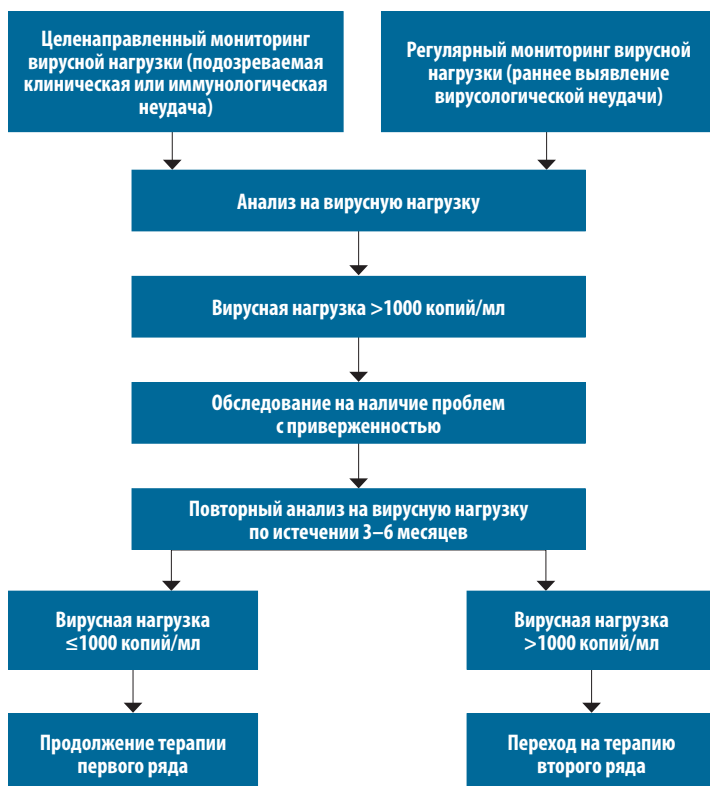 Целенаправленный мониторинг
вирусной нагрузки (подозреваемая
клиническая или иммунологическая
неудача)
Регулярный мониторинг вирусной
нагрузки (раннее выявление
вирусологической неудачи)
Анализ на вирусную нагрузку
Вирусная нагрузка >1000 копий/мл
Обследование на наличие проблем
с приверженностью
Повторный анализ на вирусную нагрузку
по истечении 3–6 месяцев
Вирусная нагрузка
≤1000 копий/мл
Вирусная нагрузка
>1000 копий/мл
Продолжение терапии
первого ряда
Переход на терапию
второго ряда